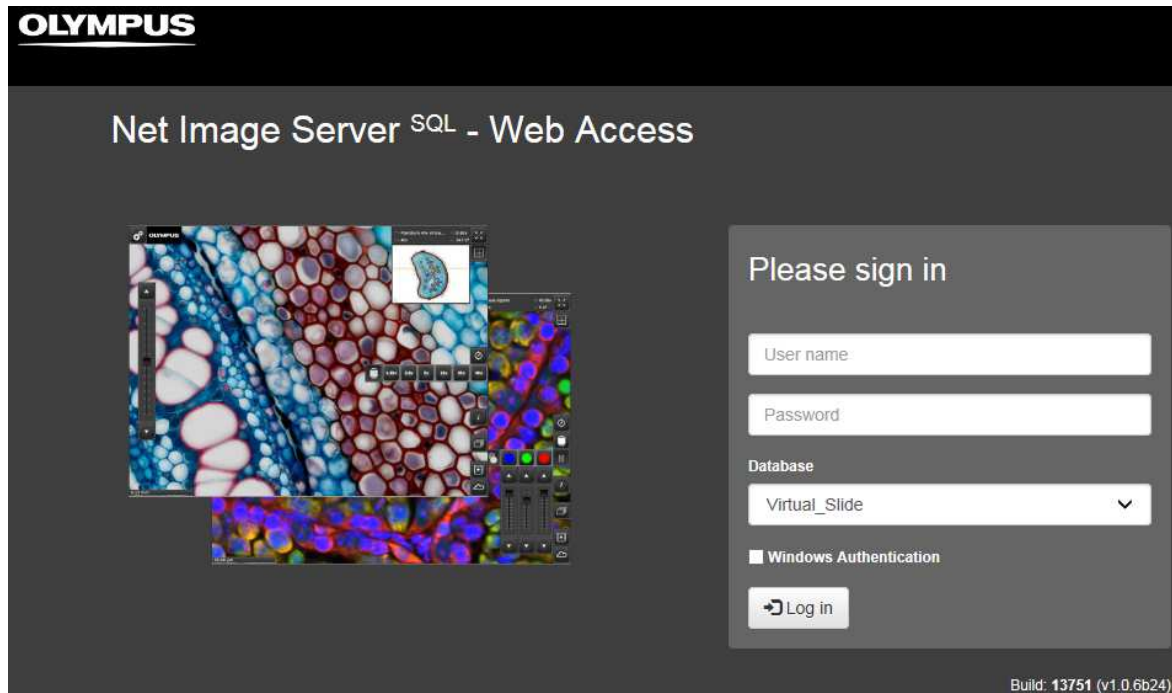 OLYMPUS
Net Image Server SQL - Web Access
OLYMPUS
Please sign in
User name
Password
Database
Virtual_Slide
Windows Authentication
Log in
Build: 13751 (v1.0.6b24)